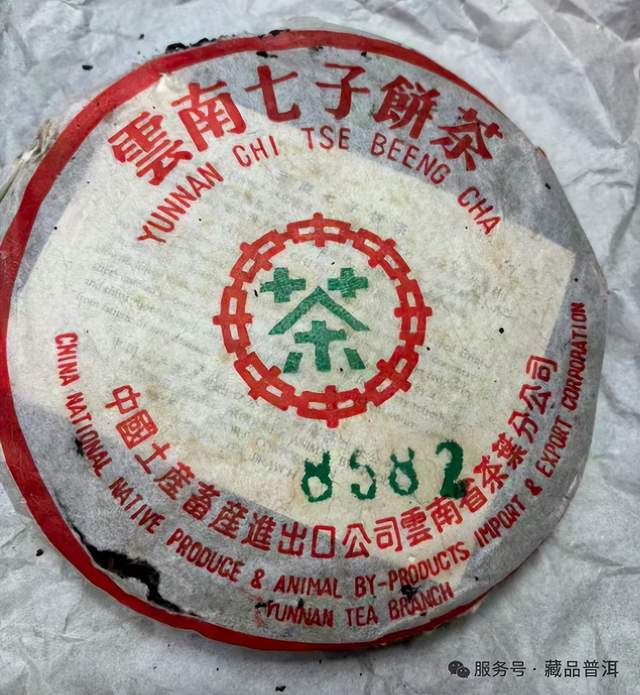 雲南七子餅茶
YUNNAN CHI TSE BEENG CHA
茶
8582
中國土產畜產進出口公司雲南省茶葉分公司
CHINA NATIONAL NATIVE PRODUCE & ANIMAL BY-PRODUCTS IMPORT & EXPORT CORPORATION
YUNNAN TEA BRANCH
服务号·藏品普洱